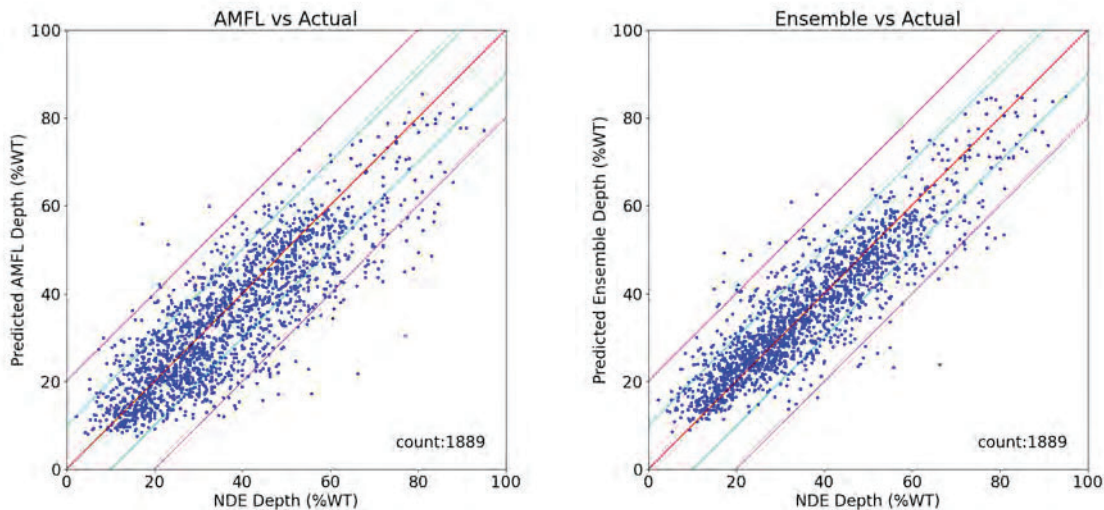 AMFL vs Actual
Predicted AMFL Depth (%WT)
100
80
60
40
20
0
count:1889
0 20 40 60 80 100
NDE Depth (%WT)
Ensemble vs Actual
Predicted Ensemble Depth (%WT)
100
80
60
40
20
0
count:1889
0 20 40 60 80 100
NDE Depth (%WT)